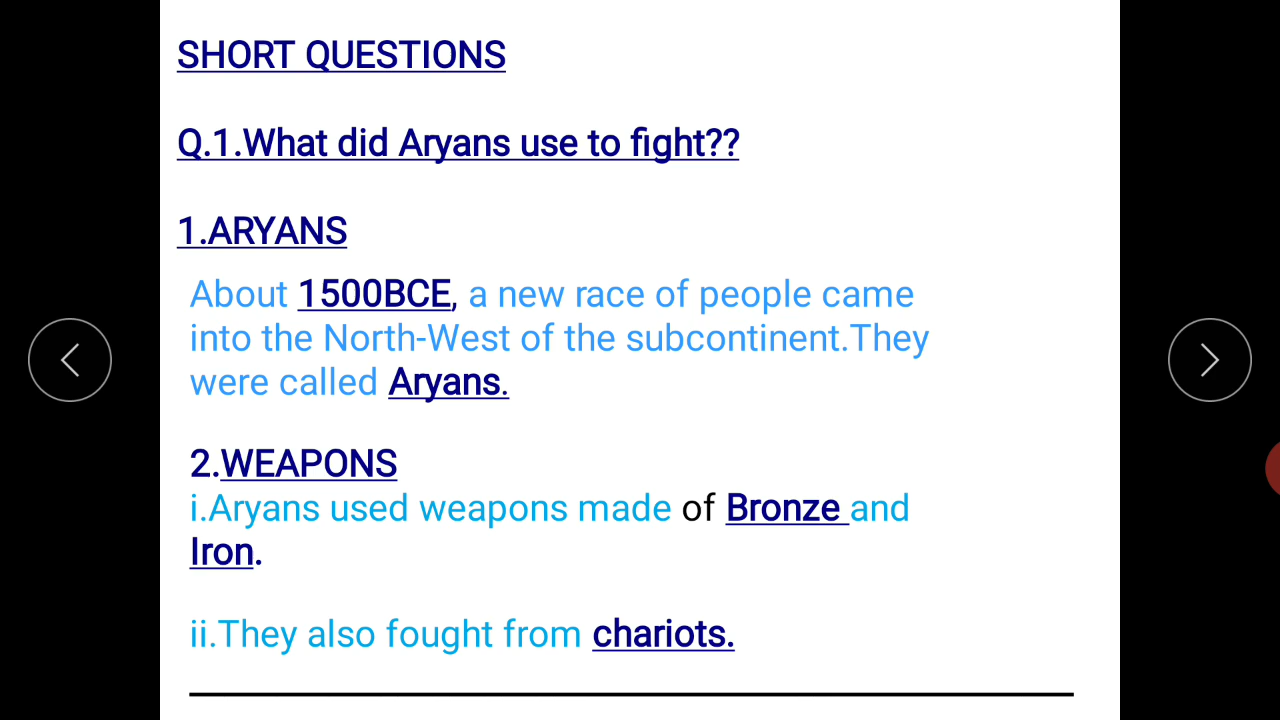 SHORT QUESTIONS
Q.1.What did Aryans use to fight??
1.ARYANS
About 1500BCE, a new race of people came
into the North-West of the subcontinent.They
were called Aryans.
2.WEAPONS
i.Aryans used weapons made of Bronze and
Iron.
ii.They also fought from chariots.